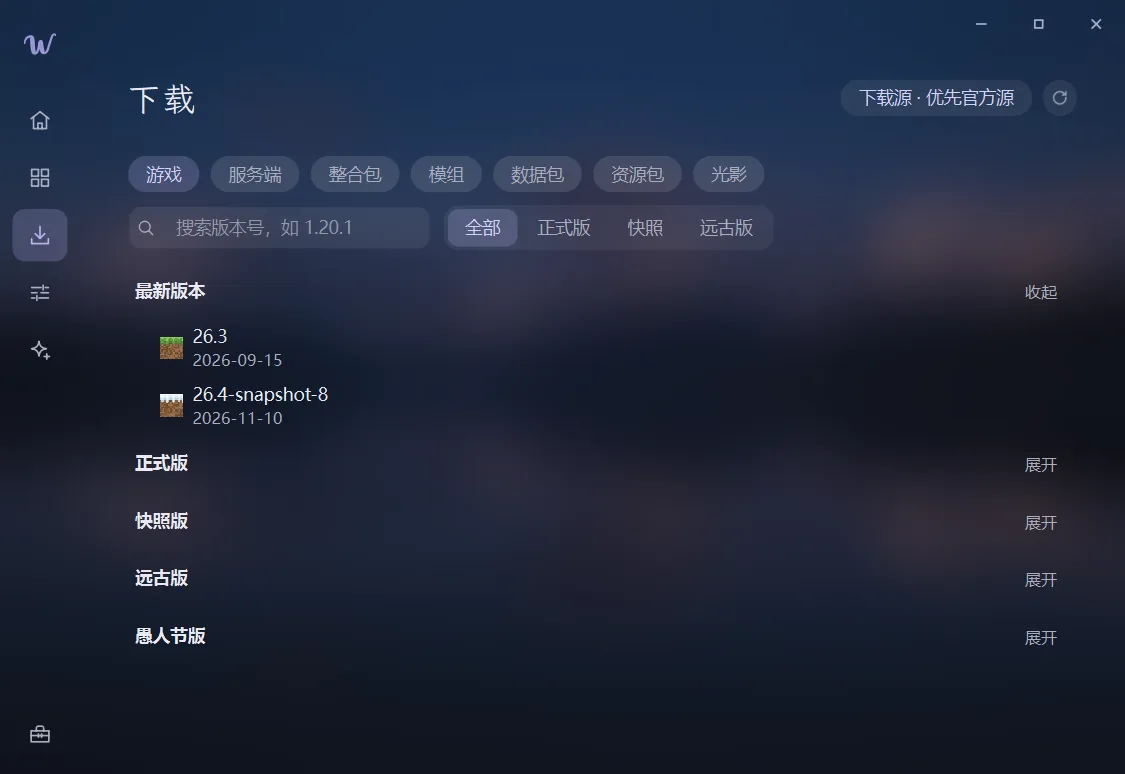 W
下载
下载源 · 优先官方源
游戏 服务端 整合包 模组 数据包 资源包 光影
搜索版本号，如 1.20.1
全部 正式版 快照 远古版
最新版本 收起
26.3
2026-09-15
26.4-snapshot-8
2026-11-10
正式版 展开
快照版 展开
远古版 展开
愚人节版 展开